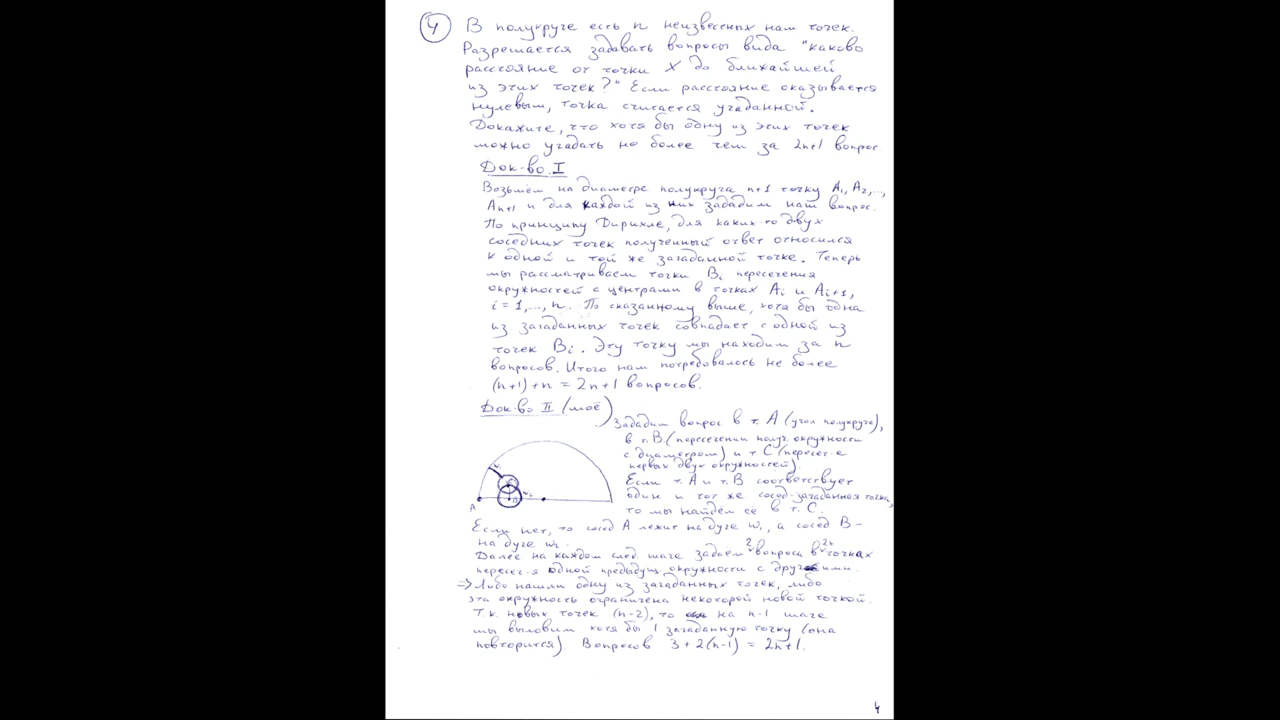 4 В полукруге есть n неизвестных нам точек.
Разрешается задавать вопросы вида "каково
расстояние от точки X до ближайшей
из этих точек?" Если расстояние оказывается
нулевым, точка считается угаданной.
Докажите, что хотя бы одну из этих точек
можно угадать не более чем за 2n+1 вопрос
Док-во I
Возьмём на диаметре полукруга n+1 точку A1, A2,...,
An+1 и для каждой из них зададим наш вопрос.
По принципу Дирихле, для каких-то двух
соседних точек полученный ответ относился
к одной и той же загаданной точке. Теперь
мы рассматриваем точки Bi пересечения
окружностей с центрами в точках Ai и Ai+1,
i=1,...,n. По сказанному выше, хотя бы одна
из загаданных точек совпадает с одной из
точек Bi. Эту точку мы находим за n
вопросов. Итого нам потребовалось не более
(n+1)+n = 2n+1 вопросов.
Док-во II (моё)
Зададим вопрос в т. A (угол полукруга),
в т. B (пересечении получ. окружности
с диаметром) и т C (пересеч-е
первых двух окружностей).
Если т. A и т. B соответствует
один и тот же сосед-загаданная точка,
то мы найдём её в т. C.
A
Если нет, то сосед A лежит на дуге w1, а сосед B-
на дуге w2.
Далее на каждом след. шаге задаём 2 вопроса в точках
пересеч-я одной предыдущ. окружности с другими.
=> Либо нашли одну из загаданных точек, либо
эта окружность ограничена некоторой новой точкой.
Т.к. новых точек (n-2), то на n-1 шаге
мы выловим хотя бы 1 загаданную точку (она
повторится) Вопросов 3+2(n-1) = 2n+1.
4